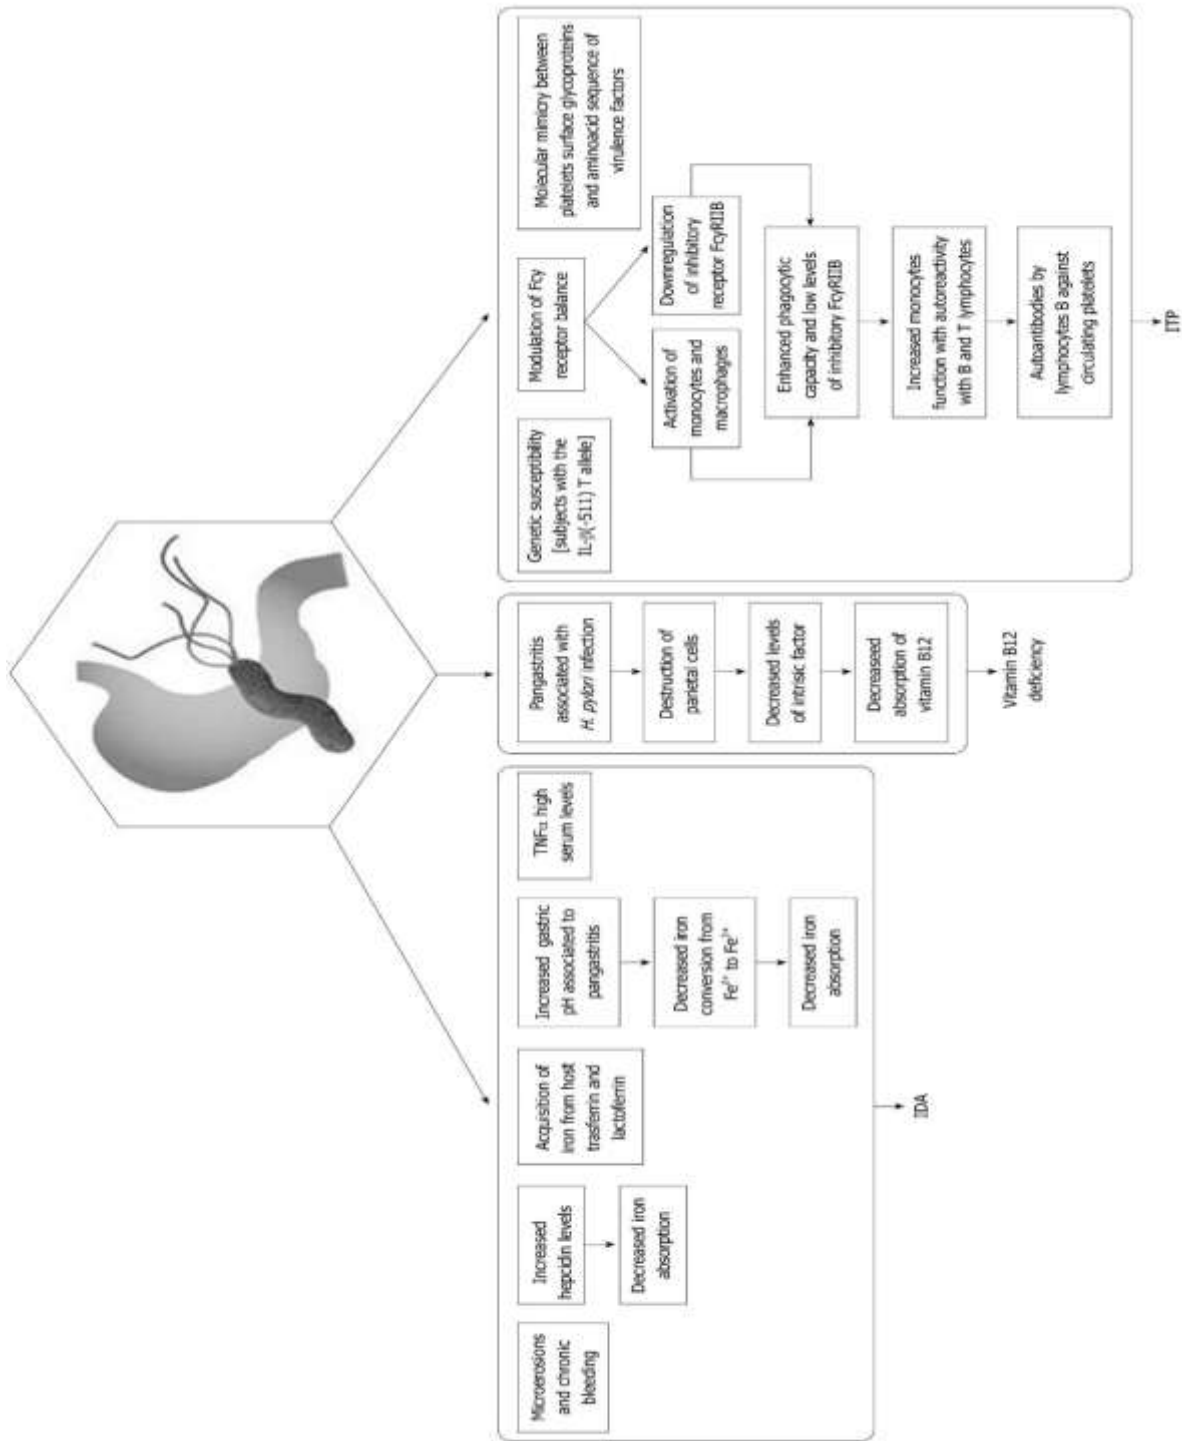 Microerosions
and chronic
bleeding
Increased
hepcidin levels
Decreased iron
absorption
Acquisition of
iron from host
trasferrin and
lactoferrin
Increased gastric
pH associated to
pangastritis
Decreased iron
conversion from
to
Decreased iron
absorption
TNFα high
serum levels
IDA
Pangastritis
associated with
H. pylori infection
Destruction of
parietal cells
Decreased levels
of intrisic factor
Decreaseed
absorption of
vitamin B12
Vitamin B12
deficiency
Genetic susceptibility
[subjects with the
IL-β(-511) T allele]
Modulation of Fcγ
receptor balance
Molecular mimicry between
platelets surface glycoproteins
and aminoacid sequence of
virulence factors
Activation of
monocytes and
macrophages
Downregulation
of inhibitory
receptor FcγRIIB
Enhanced phagocytic
capacity and low levels
of inhibitory FcγRIIB
Increased monocytes
function with autoreactivity
with B and T lymphocytes
Autoantibodies by
lymphocytes B against
circulating platelets
ITP